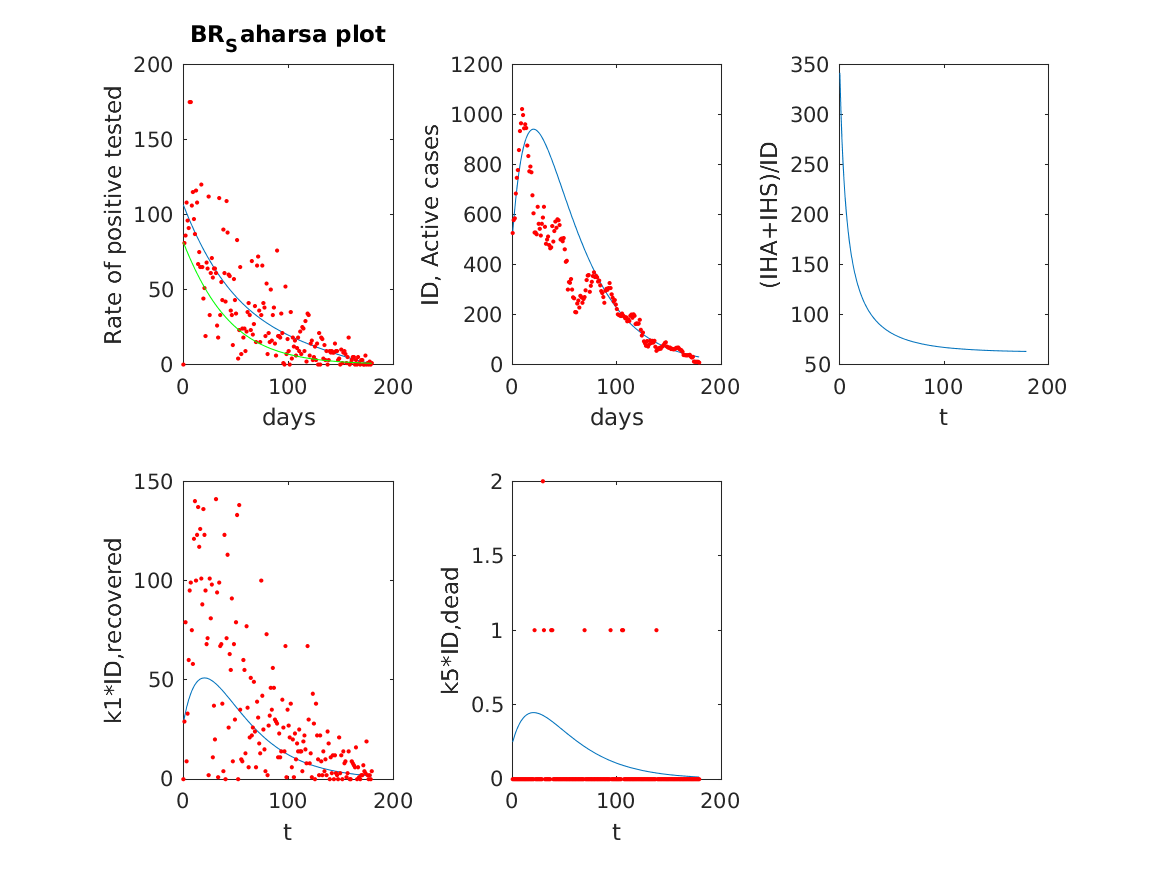 BR_Saharsa plot
Rate of positive tested
200
150
100
50
0
0 100 200
days
ID, Active cases
1200
1000
800
600
400
200
0
0 100 200
days
(IHA+IHS)/ID
350
300
250
200
150
100
50
0 100 200
t
k1*ID,recovered
150
100
50
0
0 100 200
t
k5*ID,dead
2
1.5
1
0.5
0
0 100 200
t